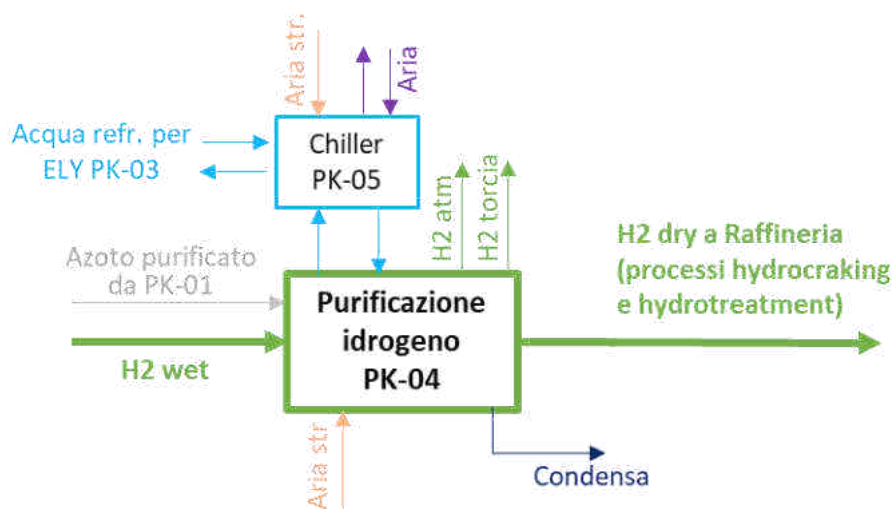 Aria str.
Aria
Acqua refr. per
ELY PK-03
Chiller
PK-05
H2 atm
H2 torcia
Azoto purificato
da PK-01
H2 wet
Purificazione
idrogeno
PK-04
H2 dry a Raffineria
(processi hydrocraking
e hydrotreatment)
Aria str
Condensa